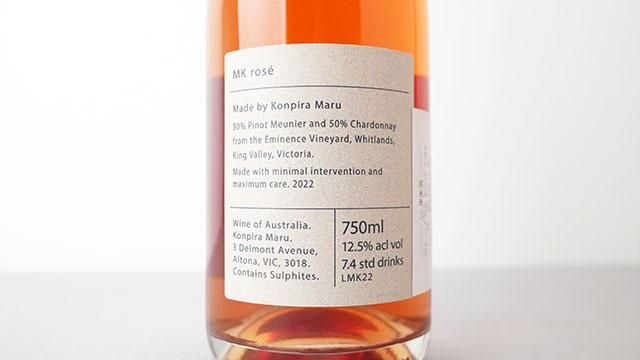 MK rosé
Made by Konpira Maru
50% Pinot Meunier and 50% Chardonnay
from the Eminence Vineyard, Whitlands,
King Valley, Victoria.
Made with minimal intervention and
maximum care. 2022
Wine of Australia.
Konpira Maru.
3 Delmont Avenue,
Altona, VIC, 3018.
Contains Sulphites.
750ml
12.5% acl vol
7.4 std drinks
LMK22